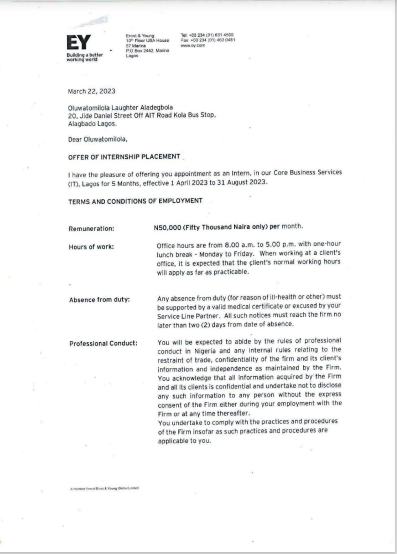 EY
Building a better
working world
Ernst & Young
10th Floor UBA House
57 Marina
P.O Box 2442, Marina
Lagos
Tel: +03 234 (01) 631 4500
Fax: +03 234 (01) 463 0481
www.ey.com
March 22, 2023
Oluwatomilola Laughter Aladegbola
20, Jide Daniel Street Off AIT Road Kola Bus Stop,
Alagbado Lagos.
Dear Oluwatomilola,
OFFER OF INTERNSHIP PLACEMENT
I have the pleasure of offering you appointment as an Intern, in our Core Business Services
(IT), Lagos for 5 Months, effective 1 April 2023 to 31 August 2023.
TERMS AND CONDITIONS OF EMPLOYMENT
Remuneration: N50,000 (Fifty Thousand Naira only) per month.
Hours of work: Office hours are from 8.00 a.m. to 5.00 p.m. with one-hour
lunch break - Monday to Friday. When working at a client's
office, it is expected that the client's normal working hours
will apply as far as practicable.
Absence from duty: Any absence from duty (for reason of ill-health or other) must
be supported by a valid medical certificate or excused by your
Service Line Partner. All such notices must reach the firm no
later than two (2) days from date of absence.
Professional Conduct: You will be expected to abide by the rules of professional
conduct in Nigeria and any internal rules relating to the
restraint of trade, confidentiality of the firm and its client's
information and independence as maintained by the Firm.
You acknowledge that all information acquired by the Firm
and all its clients is confidential and undertake not to disclose
any such information to any person without the express
consent of the Firm either during your employment with the
Firm or at any time thereafter.
You undertake to comply with the practices and procedures
of the Firm insofar as such practices and procedures are
applicable to you.
A member firm of Ernst & Young Global Limited